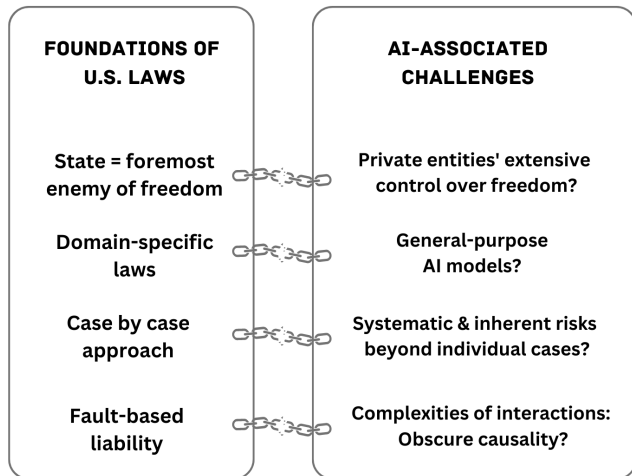 FOUNDATIONS OF
U.S. LAWS
State = foremost
enemy of freedom
Domain-specific
laws
Case by case
approach
Fault-based
liability
AI-ASSOCIATED
CHALLENGES
Private entities' extensive
control over freedom?
General-purpose
AI models?
Systematic & inherent risks
beyond individual cases?
Complexities of interactions:
Obscure causality?